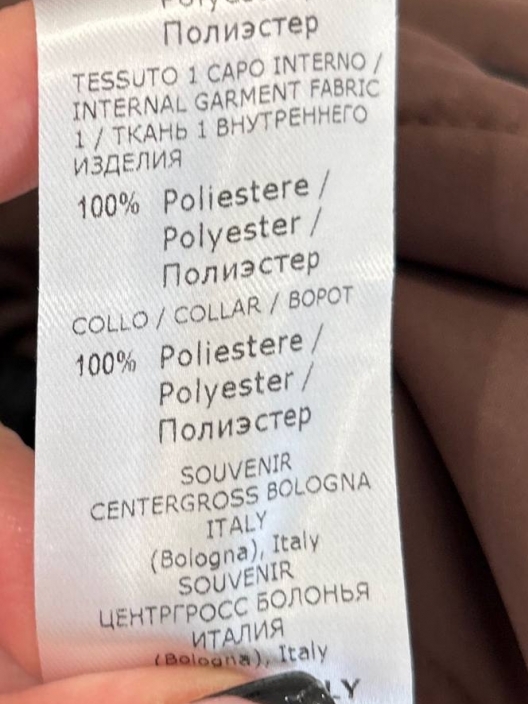 Полиэстер
TESSUTO 1 CAPO INTERNO /
INTERNAL GARMENT FABRIC
1 / ТКАНЬ 1 ВНУТРЕННЕГО
ИЗДЕЛИЯ
100% Poliestere /
Polyester /
Полиэстер
COLLO / COLLAR / ВОРОТ
100% Poliestere /
Polyester /
Полиэстер
SOUVENIR
CENTERGROSS BOLOGNA
ITALY
(Bologna), Italy
SOUVENIR
ЦЕНТРГРОСС БОЛОНЬЯ
ИТАЛИЯ
(Bologna), Italy